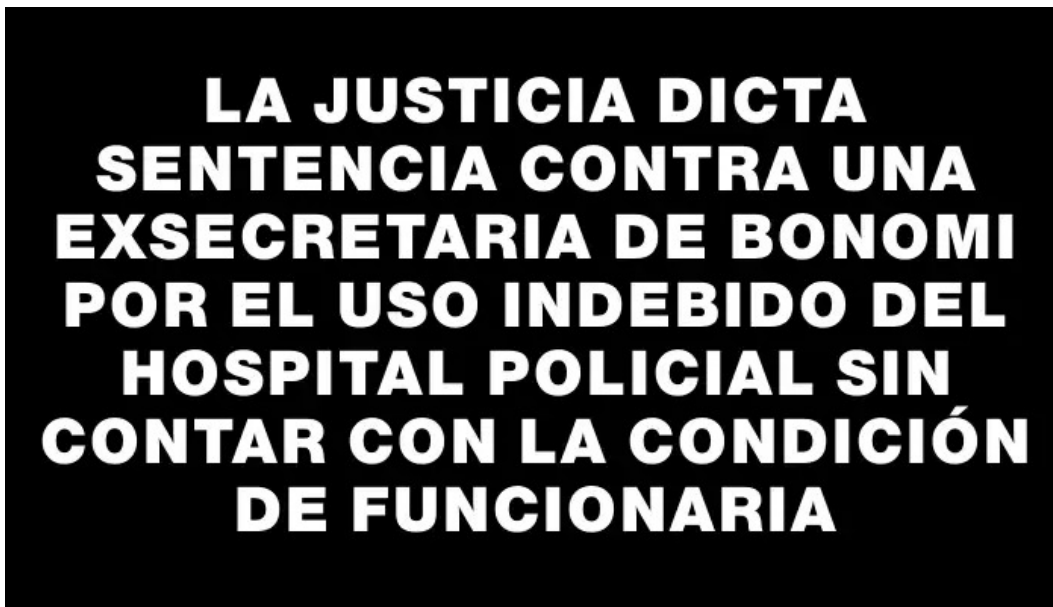 LA JUSTICIA DICTA
SENTENCIA CONTRA UNA
EXSECRETARIA DE BONOMI
POR EL USO INDEBIDO DEL
HOSPITAL POLICIAL SIN
CONTAR CON LA CONDICIÓN
DE FUNCIONARIA